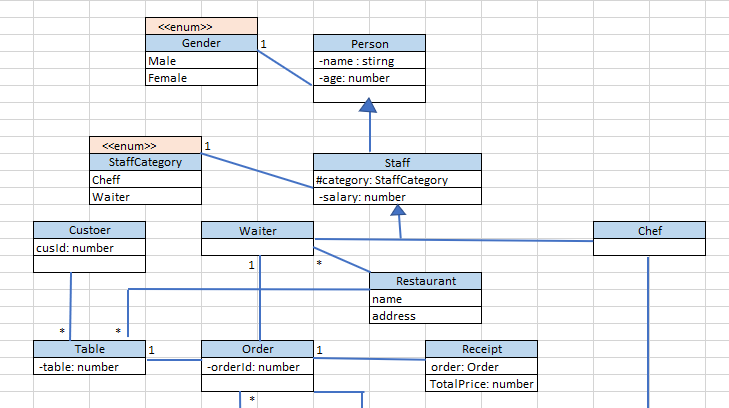 <<enum>>
Gender
1
Person
Male
-name : stirng
Female
-age: number
<<enum>>
1
StaffCategory
Staff
Cheff
#category: StaffCategory
Waiter
-salary: number
Custoer
Waiter
Chef
cusId: number
1
*
Restaurant
name
address
*
*
Table
1
Order
1
Receipt
-table: number
-orderId: number
order: Order
TotalPrice: number
*